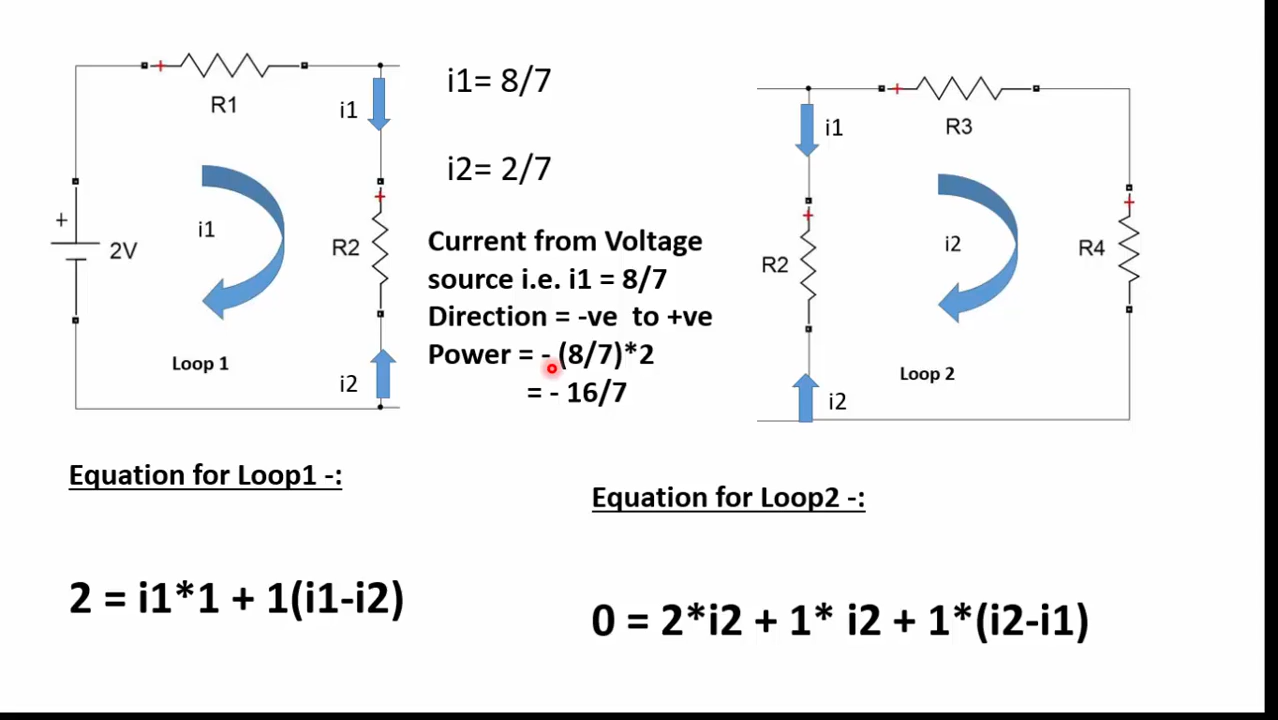 R1
i1
+
2V
i1
R2
Loop 1
i2
i1= 8/7
i2= 2/7
Current from Voltage
source i.e. i1 = 8/7
Direction = -ve to +ve
Power = - (8/7)*2
= - 16/7
i1
R3
R2
i2
R4
Loop 2
i2
Equation for Loop1 -:
2 = i1*1 + 1(i1-i2)
Equation for Loop2 -:
0 = 2*i2 + 1* i2 + 1*(i2-i1)